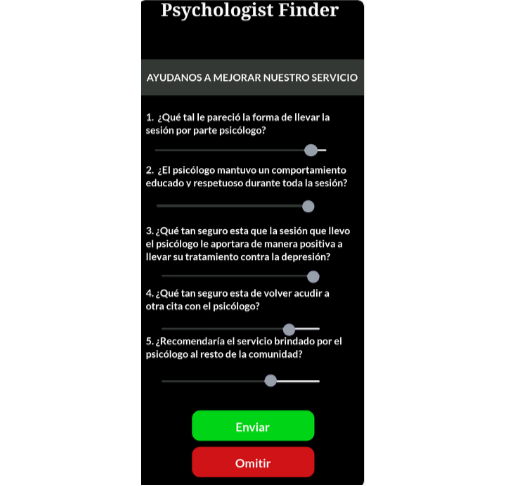 Psychologist Finder
AYUDANOS A MEJORAR NUESTRO SERVICIO
1. ¿Qué tal le pareció la forma de llevar la
sesión por parte psicólogo?
2. ¿El psicólogo mantuvo un comportamiento
educado y respetuoso durante toda la sesión?
3. ¿Qué tan seguro esta que la sesión que llevo
el psicólogo le aportara de manera positiva a
llevar su tratamiento contra la depresión?
4. ¿Qué tan seguro esta de volver acudir a
otra cita con el psicólogo?
5. ¿Recomendaría el servicio brindado por el
psicólogo al resto de la comunidad?
Enviar
Omitir